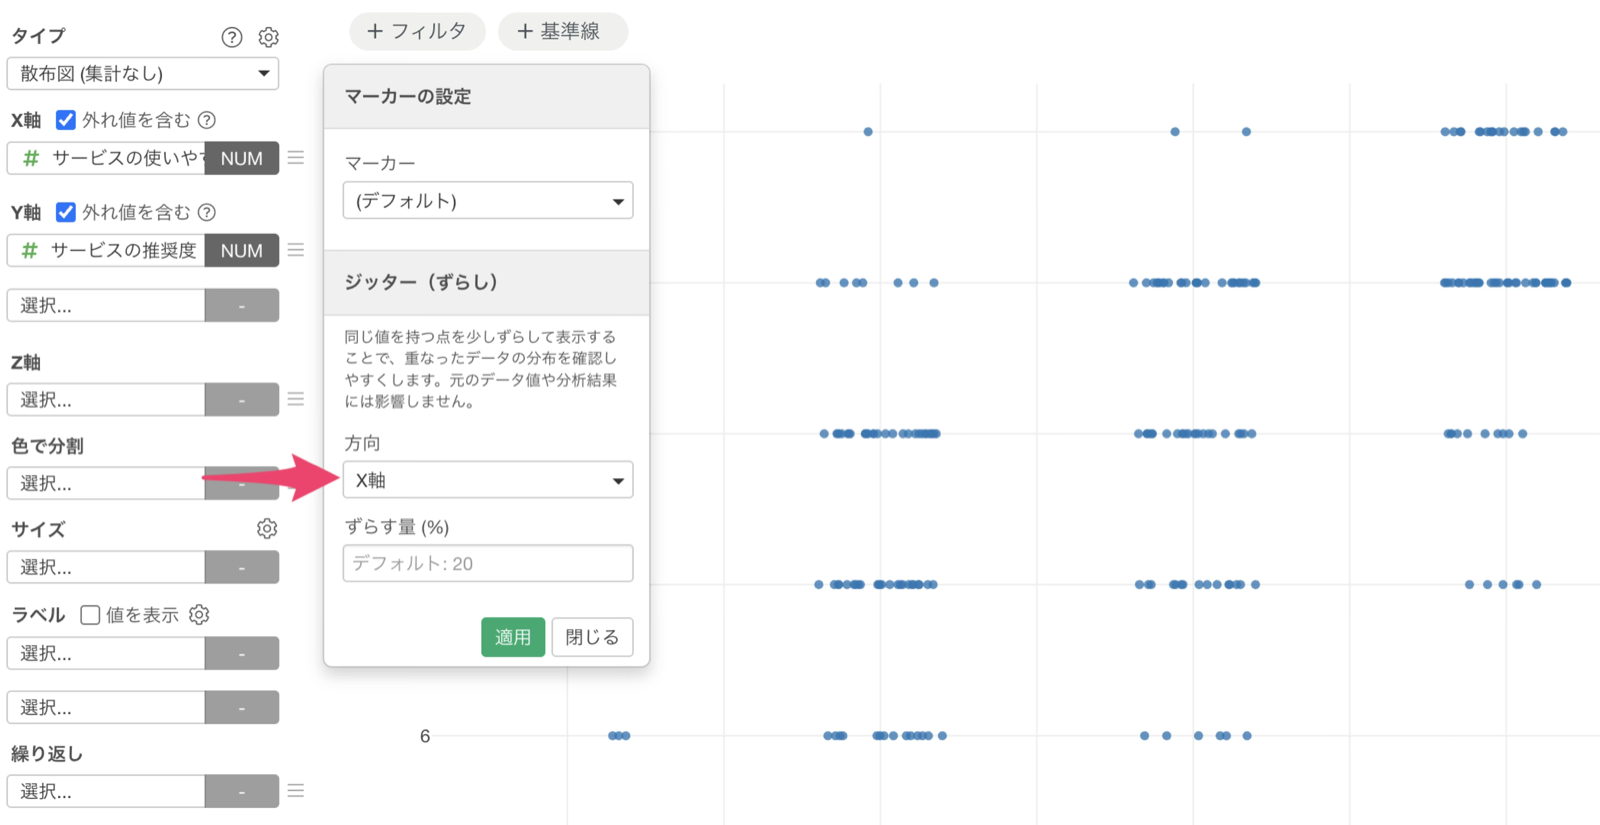 タイプ
散布図 (集計なし)
X軸 外れ値を含む ?
# サービスの使いや NUM
Y軸 外れ値を含む ?
# サービスの推奨度 NUM
選択... -
Z軸
選択... -
色で分割
選択... -
サイズ
選択... -
ラベル 値を表示
選択... -
選択... -
繰り返し
選択... -
+ フィルタ
+ 基準線
マーカーの設定
マーカー
(デフォルト)
ジッター（ずらし）
同じ値を持つ点を少しずらして表示する
ことで、重なったデータの分布を確認し
やすくします。元のデータ値や分析結果
には影響しません。
方向
X軸
ずらす量 (%)
デフォルト: 20
適用
閉じる
6